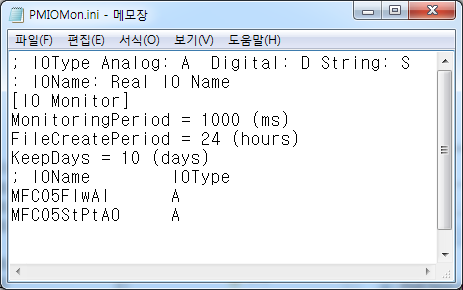 PMIOMon.ini - 메모장
파일(F) 편집(E) 서식(O) 보기(V) 도움말(H)
; IOType Analog: A  Digital: D String: S
: IOName: Real IO Name
[IO Monitor]
MonitoringPeriod = 1000 (ms)
FileCreatePeriod = 24 (hours)
KeepDays = 10 (days)
; IOName        IOType
MFC05FlwAI      A
MFC05StPtAO     A